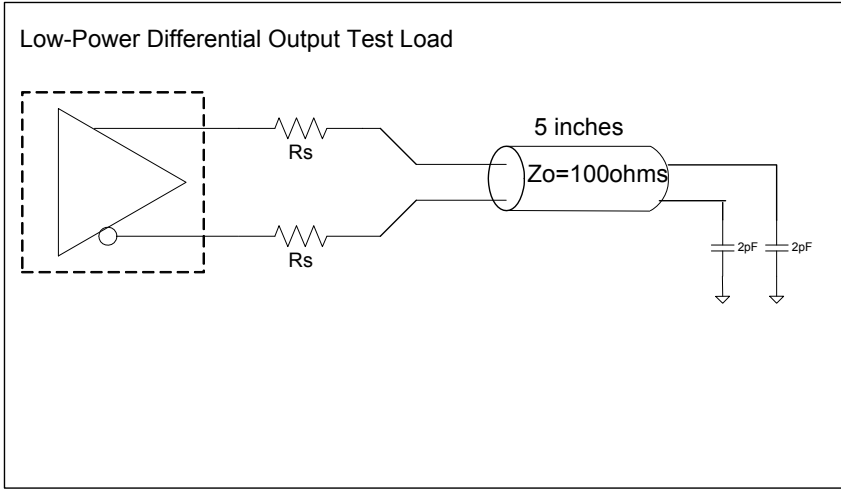 Low-Power Differential Output Test Load
Rs
5 inches
Zo=100ohms
Rs
2pF
2pF